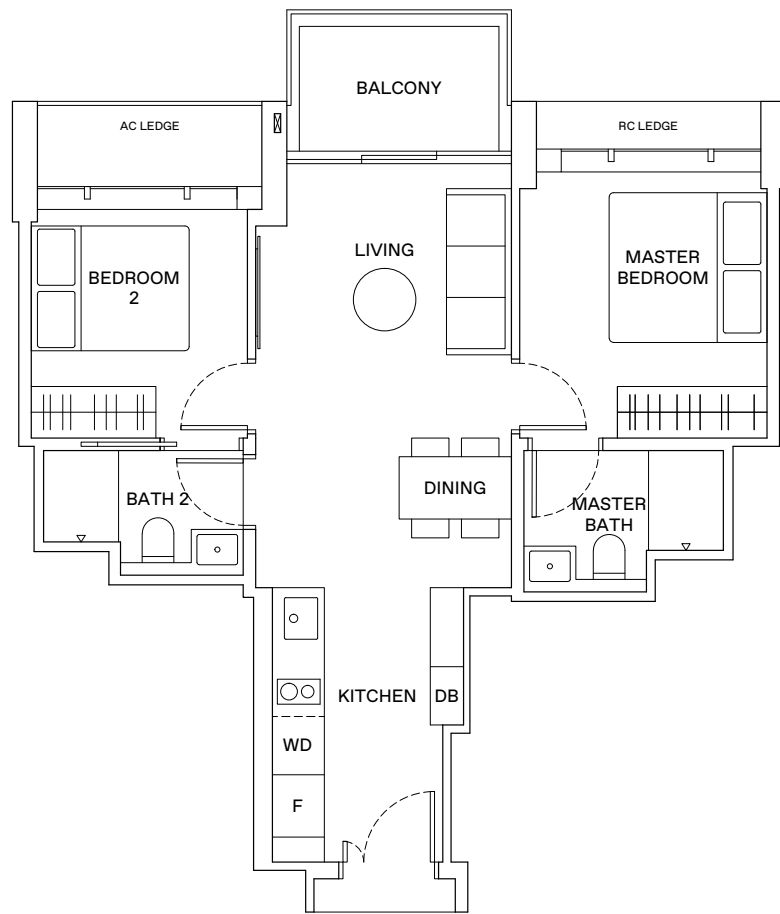 BALCONY
AC LEDGE
RC LEDGE
LIVING
BEDROOM
2
MASTER
BEDROOM
DINING
BATH 2
MASTER
BATH
KITCHEN
DB
WD
F